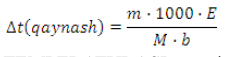 Δt(qaynash) = m · 1000 · E / M · b